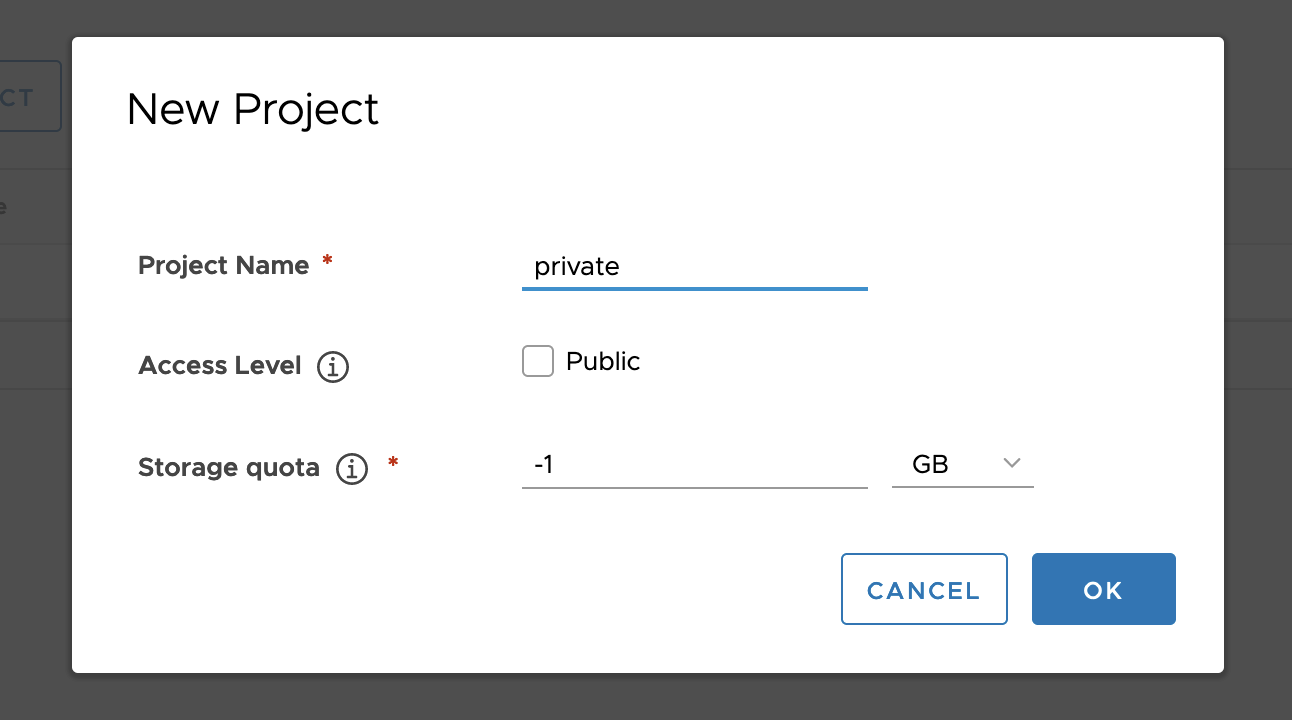 CT
New Project
e
Project Name *
private
Access Level
Public
Storage quota *
-1
GB
CANCEL
OK